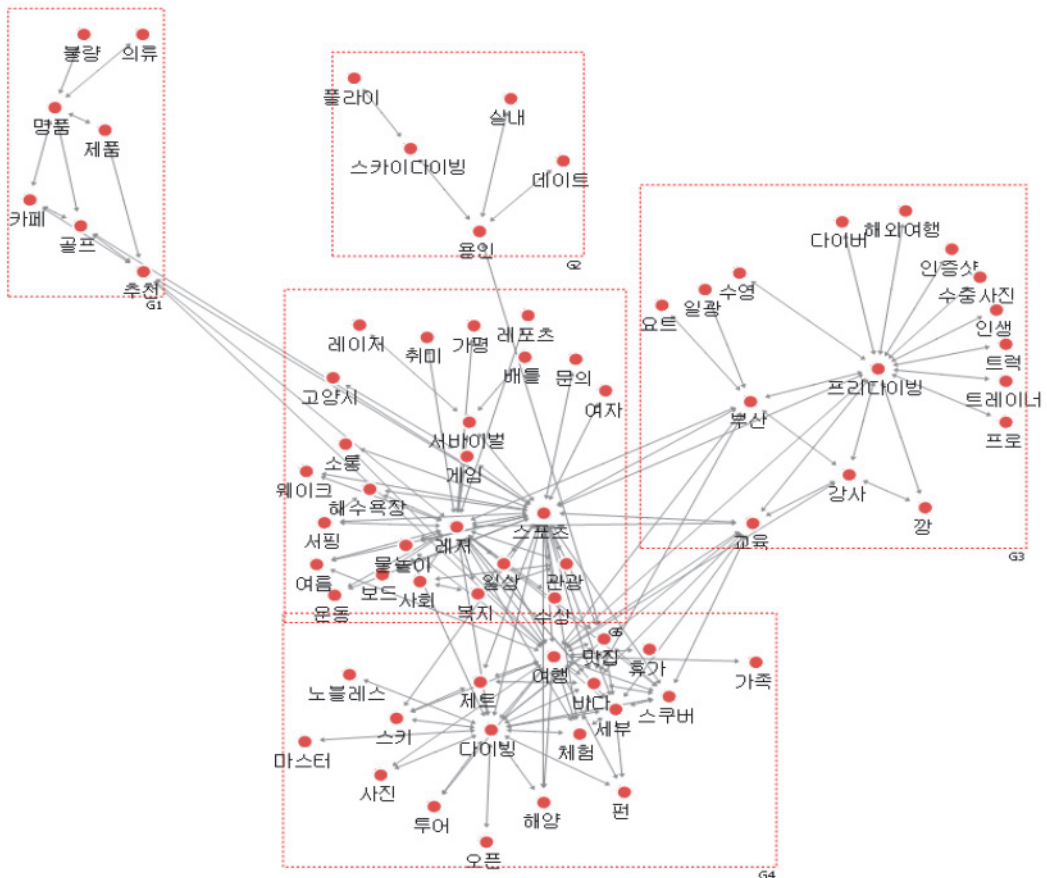 불량
의류
명품
제품
카페
골프
추천
G1
플라이
실내
스카이다이빙
데이트
용인
G2
해외여행
다이버
인증샷
수중사진
인생
트럭
트레이너
프로
프리다이빙
수영
일광
요트
부산
강사
깡
교육
G3
레이저
취미
가평
레포츠
배틀
문의
여자
고양시
서바이벌
게임
소통
웨이크
해수욕장
서핑
레저
스포츠
여름
물놀이
보드
사회
일상
관광
운동
복지
수상
맛집
여행
휴가
가족
노블레스
제트
바다
스쿠버
세부
스키
다이빙
체험
마스터
사진
펀
투어
해양
오픈
G4